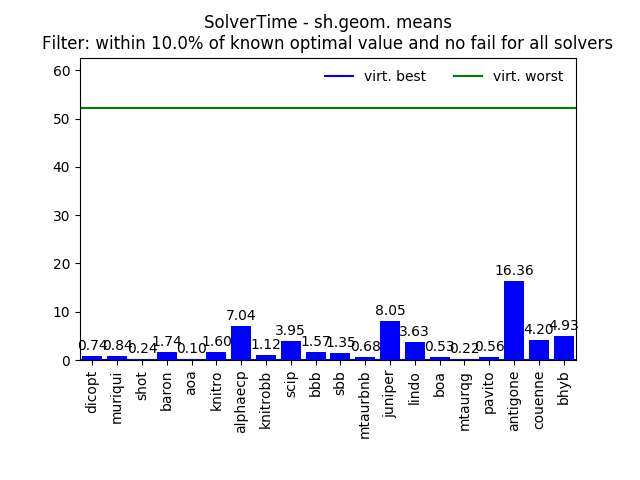 SolverTime - sh.geom. means
Filter: within 10.0% of known optimal value and no fail for all solvers
virt. best
virt. worst
60
50
40
30
20
10
0
0.74
0.84
0.24
1.74
0.10
1.60
7.04
1.12
3.95
1.57
1.35
0.68
8.05
3.63
0.53
0.22
0.56
16.36
4.20
4.93
dicopt
muriqui
shot
baron
aoa
knitro
alphaecp
knitrobb
scip
bbb
sbb
mtaurbnb
juniper
lindo
boa
mtaurqg
pavito
antigone
couenne
bhyb